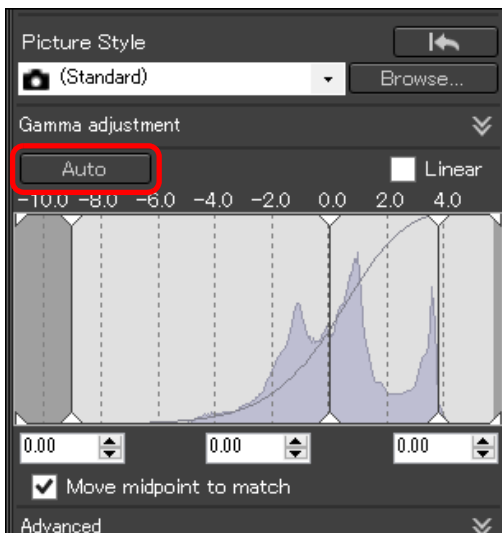 Picture Style
(Standard)
Browse...
Gamma adjustment
Auto
Linear
-10.0 -8.0 -6.0 -4.0 -2.0 0.0 2.0 4.0
0.00 0.00 0.00
Move midpoint to match
Advanced